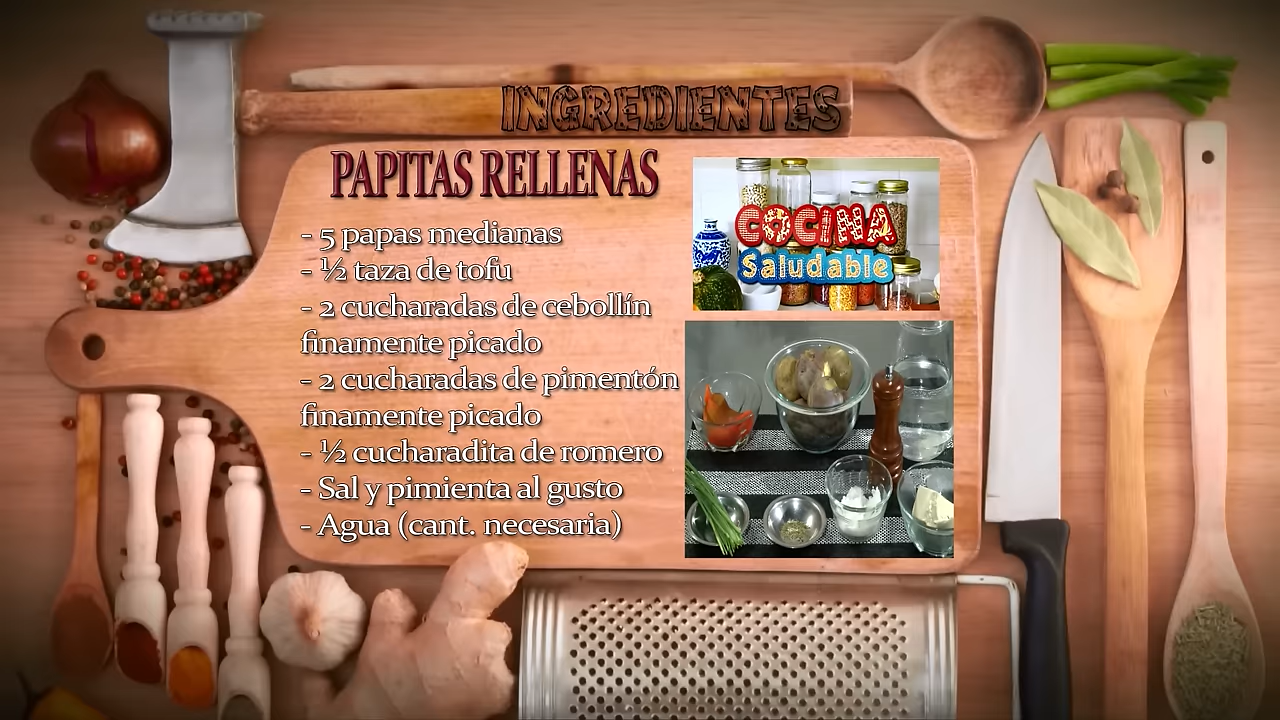 INGREDIENTES
PAPITAS RELLENAS
- 5 papas medianas
- ½ taza de tofu
- 2 cucharadas de cebollín
finamente picado
- 2 cucharadas de pimentón
finamente picado
- ½ cucharadita de romero
- Sal y pimienta al gusto
- Agua (cant. necesaria)
COCINA
Saludable